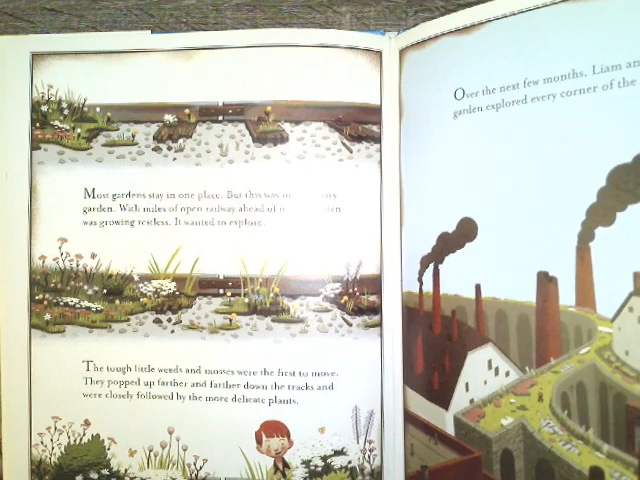 Most gardens stay in one place. But this was
garden. With miles of open railway ahead of
was growing restless. It wanted to explore.
The tough little weeds and mosses were the first to move.
They popped up farther and farther down the tracks and
were closely followed by the more delicate plants.
Over the next few months, Liam an
garden explored every corner of the